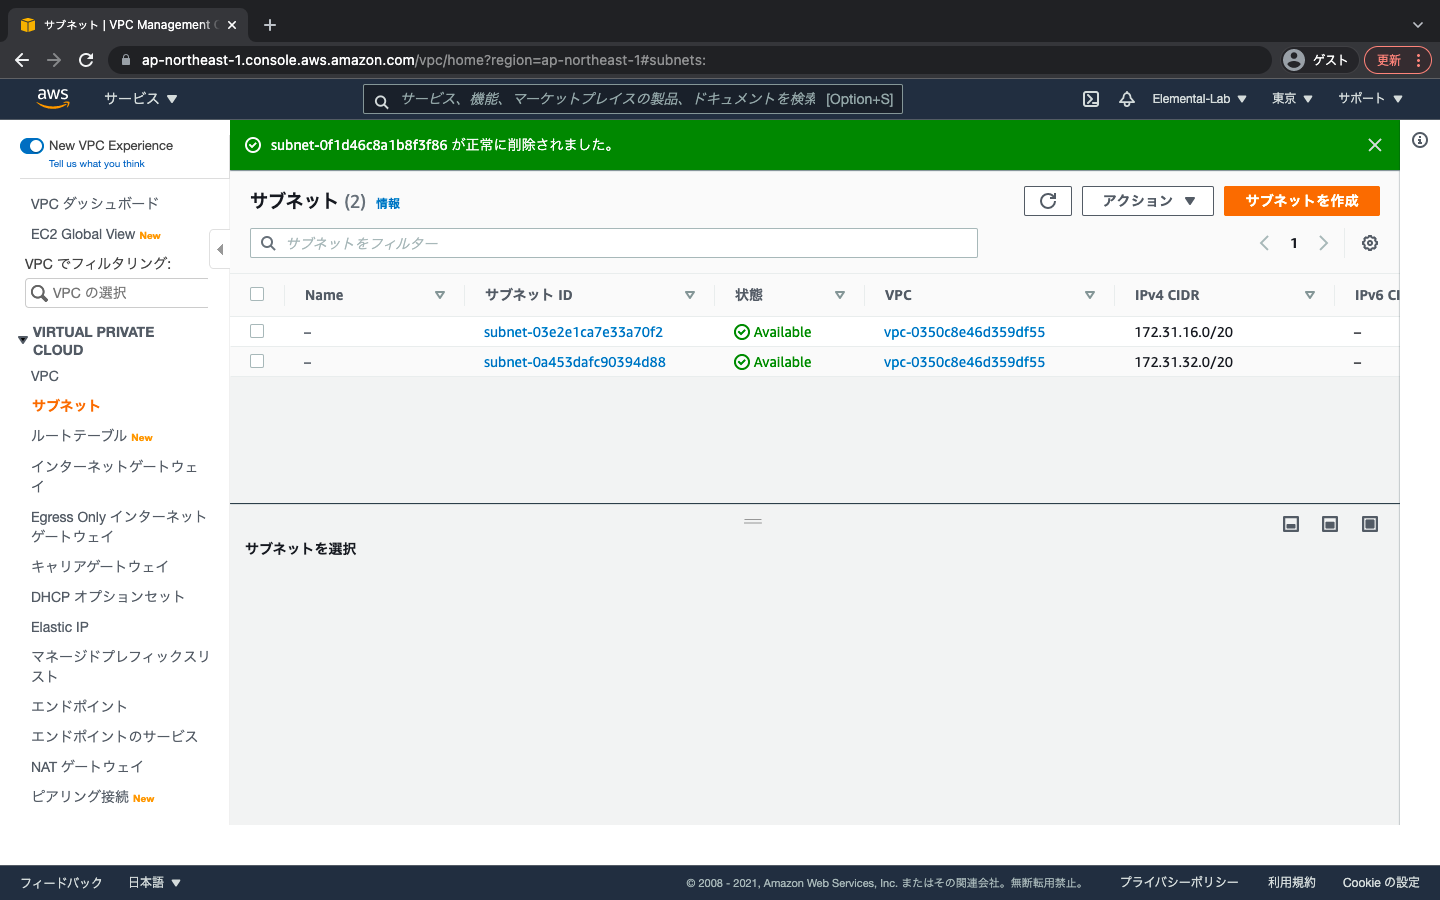 サブネット | VPC Management C
ap-northeast-1.console.aws.amazon.com/vpc/home?region=ap-northeast-1#subnets:
ゲスト
更新
aws
サービス
サービス、機能、マーケットプレイスの製品、ドキュメントを検索 [Option+S]
Elemental-Lab
東京
サポート
New VPC Experience
Tell us what you think
VPC ダッシュボード
EC2 Global View New
VPC でフィルタリング:
VPC の選択
VIRTUAL PRIVATE
CLOUD
VPC
サブネット
ルートテーブル New
インターネットゲートウェ
イ
Egress Only インターネット
ゲートウェイ
キャリアゲートウェイ
DHCP オプションセット
Elastic IP
マネージドプレフィックスリ
スト
エンドポイント
エンドポイントのサービス
NAT ゲートウェイ
ピアリング接続 New
subnet-0f1d46c8a1b8f3f86 が正常に削除されました。
サブネット (2) 情報
アクション
サブネットを作成
サブネットをフィルター
1
Name サブネット ID 状態 VPC IPv4 CIDR IPv6 CI
– subnet-03e2e1ca7e33a70f2 Available vpc-0350c8e46d359df55 172.31.16.0/20 –
– subnet-0a453dafc90394d88 Available vpc-0350c8e46d359df55 172.31.32.0/20 –
サブネットを選択
フィードバック
日本語
© 2008 - 2021, Amazon Web Services, Inc. またはその関連会社。無断転用禁止。
プライバシーポリシー
利用規約
Cookie の設定